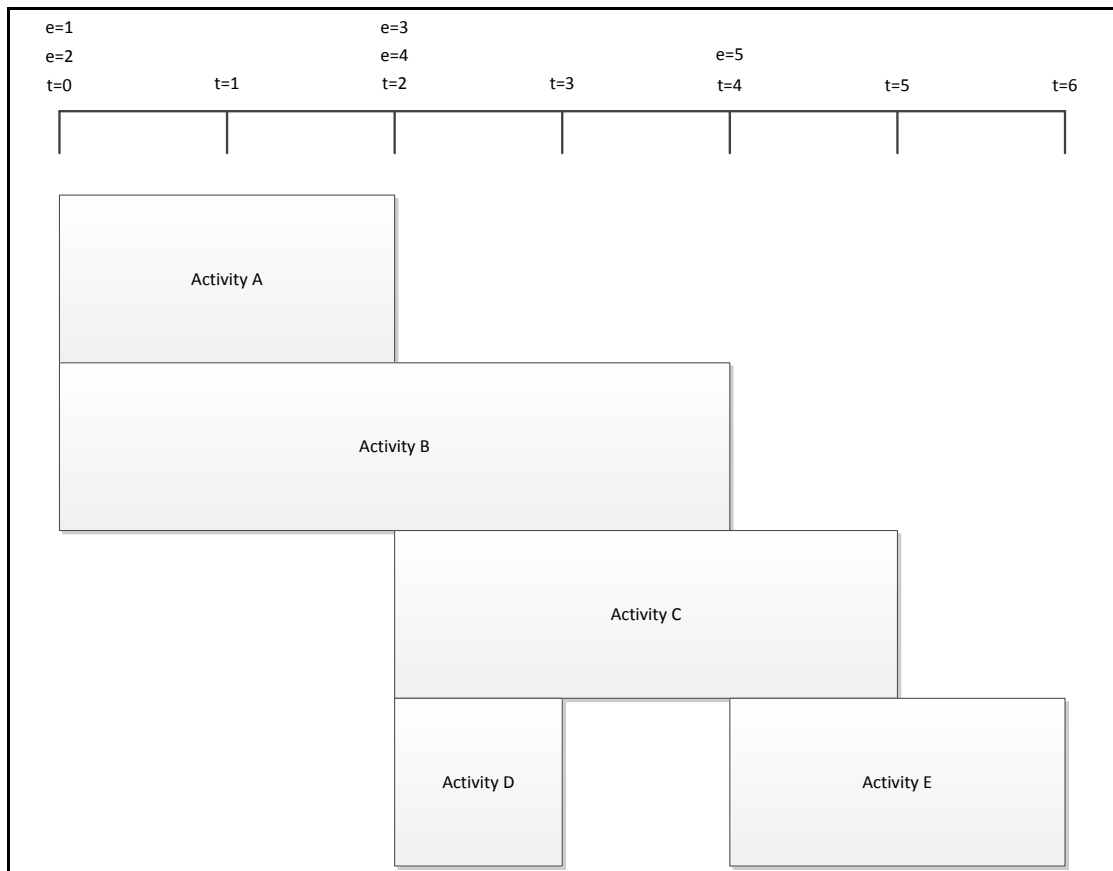 e=1
e=2
t=0
t=1
e=3
e=4
t=2
t=3
e=5
t=4
t=5
t=6
Activity A
Activity B
Activity C
Activity D
Activity E